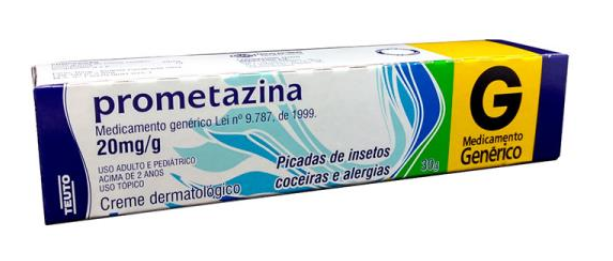 prometazina
Medicamento genérico Lei nº 9.787, de 1999.
20mg/g
USO ADULTO E PEDIÁTRICO
ACIMA DE 2 ANOS
USO TÓPICO
Creme dermatológico
TEUTO
Picadas de insetos
coceiras e alergias
30g
G
Medicamento
Genérico